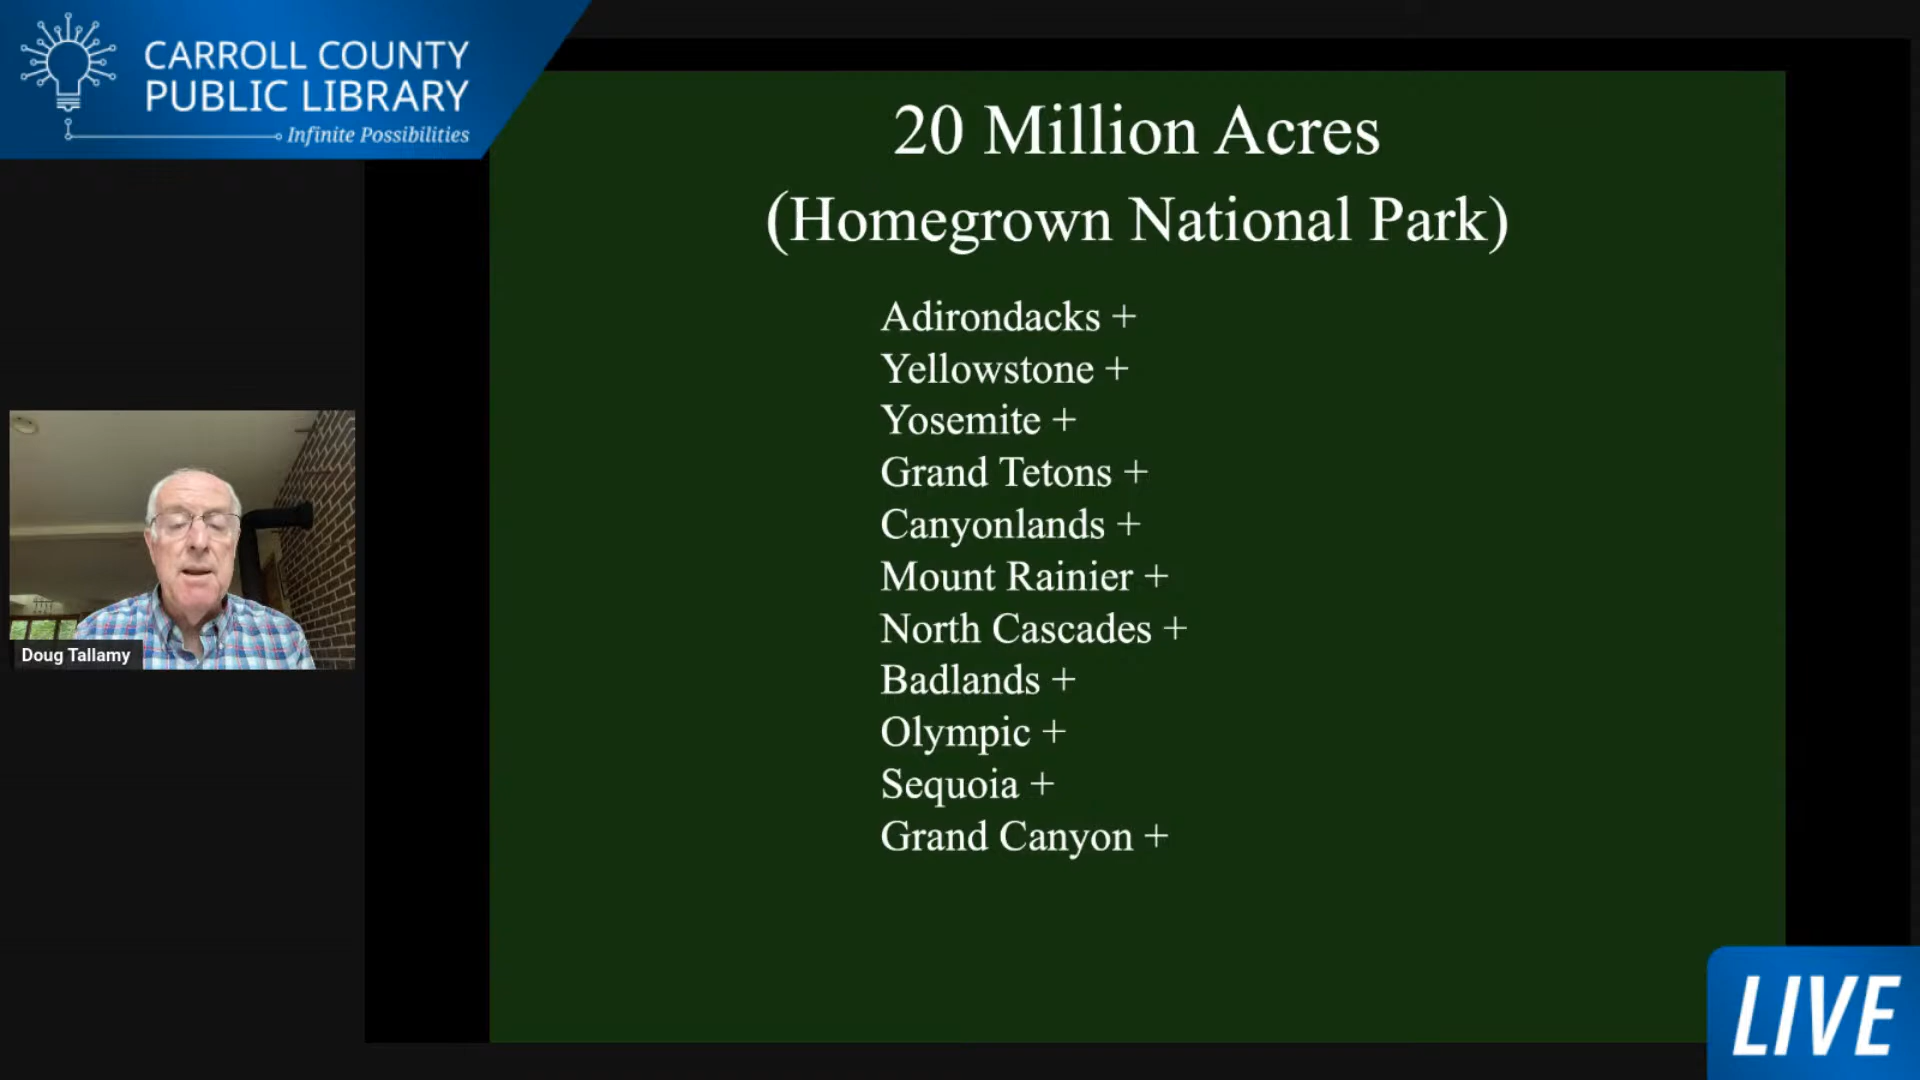 CARROLL COUNTY
PUBLIC LIBRARY
Infinite Possibilities
20 Million Acres
(Homegrown National Park)
Adirondacks +
Yellowstone +
Yosemite +
Grand Tetons +
Canyonlands +
Mount Rainier +
North Cascades +
Badlands +
Olympic +
Sequoia +
Grand Canyon +
Doug Tallamy
LIVE